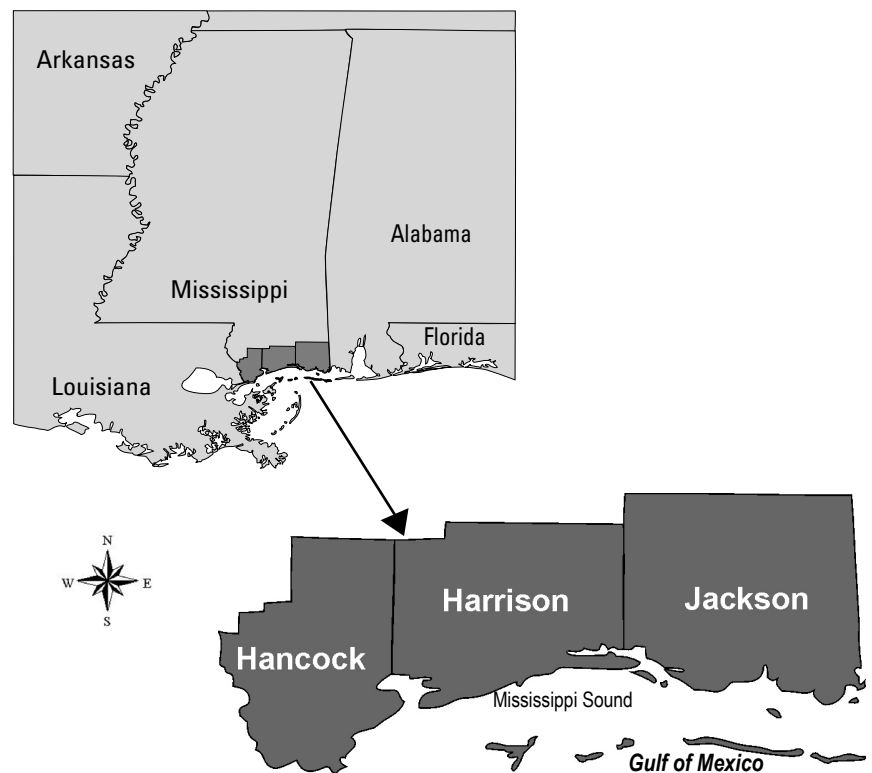 Arkansas
Alabama
Mississippi
Florida
Louisiana
N
W E
S
Harrison
Jackson
Hancock
Mississippi Sound
Gulf of Mexico